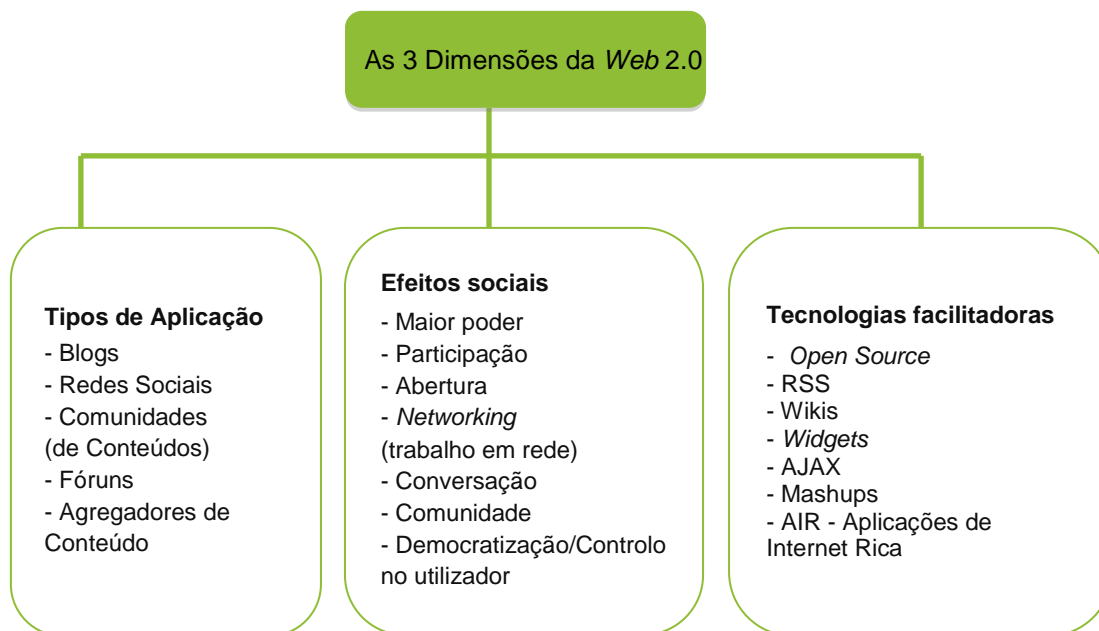 As 3 Dimensões da Web 2.0
Tipos de Aplicação
- Blogs
- Redes Sociais
- Comunidades
(de Conteúdos)
- Fóruns
- Agregadores de
Conteúdo
Efeitos sociais
- Maior poder
- Participação
- Abertura
- Networking
(trabalho em rede)
- Conversação
- Comunidade
- Democratização/Controlo
no utilizador
Tecnologias facilitadoras
- Open Source
- RSS
- Wikis
- Widgets
- AJAX
- Mashups
- AIR - Aplicações de
Internet Rica